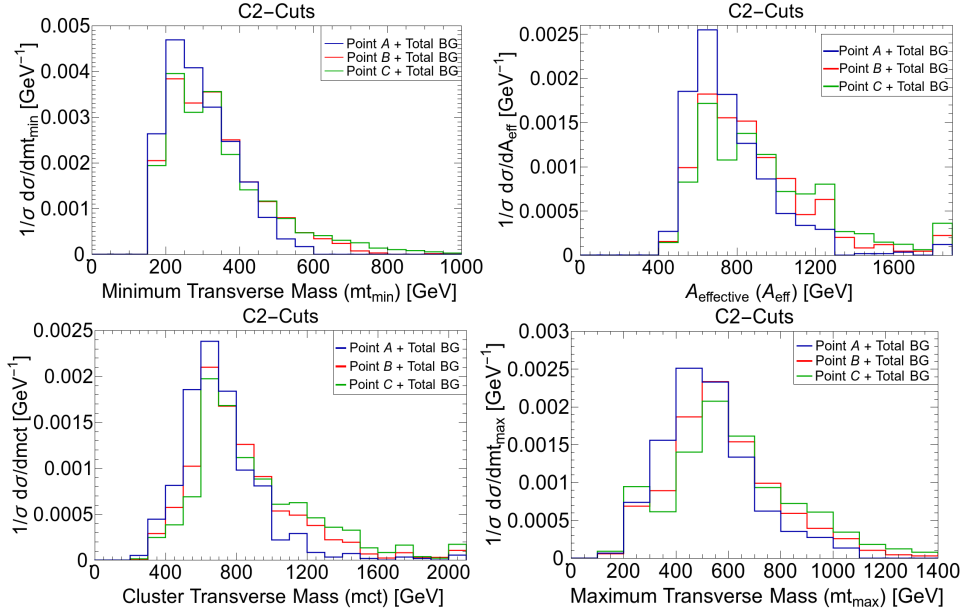 C2−Cuts
1/σ dσ/dmt_min [GeV⁻¹]
0.005
0.004
0.003
0.002
0.001
0
Point A + Total BG
Point B + Total BG
Point C + Total BG
0 200 400 600 800 1000
Minimum Transverse Mass (mt_min) [GeV]
C2−Cuts
1/σ dσ/dA_eff [GeV⁻¹]
0.0025
0.002
0.0015
0.001
0.0005
0
Point A + Total BG
Point B + Total BG
Point C + Total BG
0 400 800 1200 1600
A_effective (A_eff) [GeV]
C2−Cuts
1/σ dσ/dmct [GeV⁻¹]
0.0025
0.002
0.0015
0.001
0.0005
0
Point A + Total BG
Point B + Total BG
Point C + Total BG
0 400 800 1200 1600 2000
Cluster Transverse Mass (mct) [GeV]
C2−Cuts
1/σ dσ/dmt_max [GeV⁻¹]
0.003
0.0025
0.002
0.0015
0.001
0.0005
0
Point A + Total BG
Point B + Total BG
Point C + Total BG
0 200 400 600 800 1000 1200 1400
Maximum Transverse Mass (mt_max) [GeV]